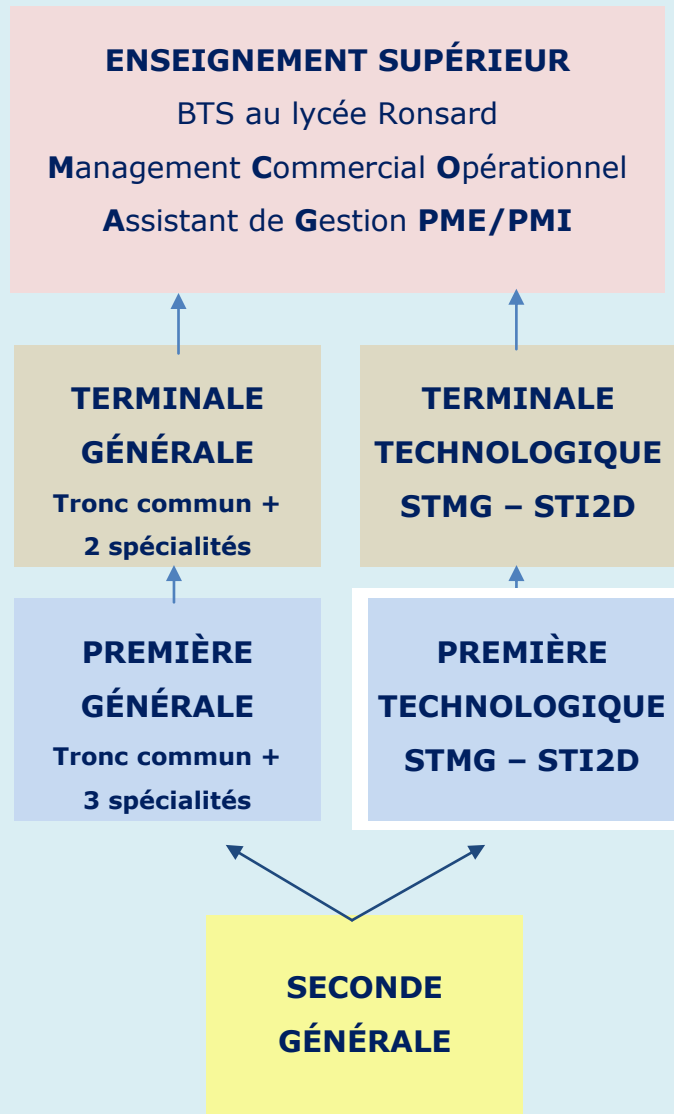 ENSEIGNEMENT SUPÉRIEUR
BTS au lycée Ronsard
Management Commercial Opérationnel
Assistant de Gestion PME/PMI
TERMINALE
GÉNÉRALE
Tronc commun +
2 spécialités
TERMINALE
TECHNOLOGIQUE
STMG – STI2D
PREMIÈRE
GÉNÉRALE
Tronc commun +
3 spécialités
PREMIÈRE
TECHNOLOGIQUE
STMG – STI2D
SECONDE
GÉNÉRALE